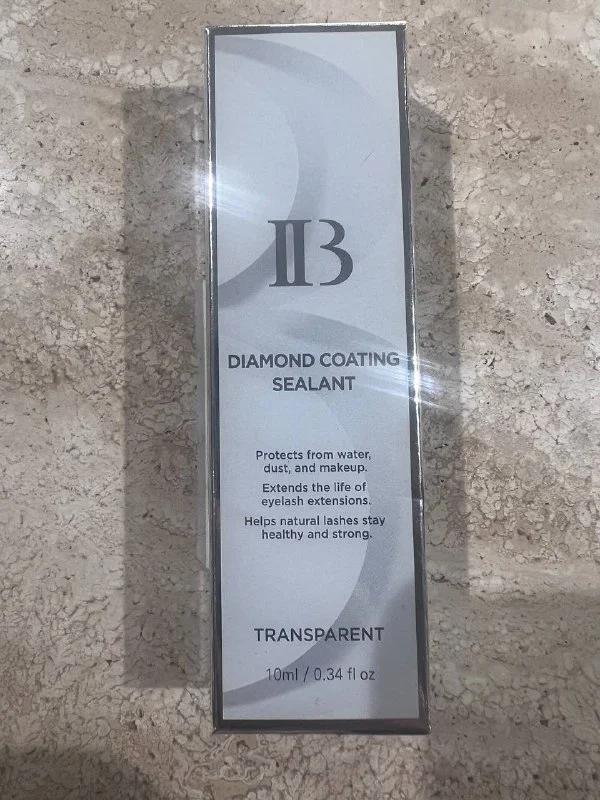 IB
DIAMOND COATING
SEALANT
Protects from water,
dust, and makeup.
Extends the life of
eyelash extensions.
Helps natural lashes stay
healthy and strong.
TRANSPARENT
10ml / 0.34 fl oz